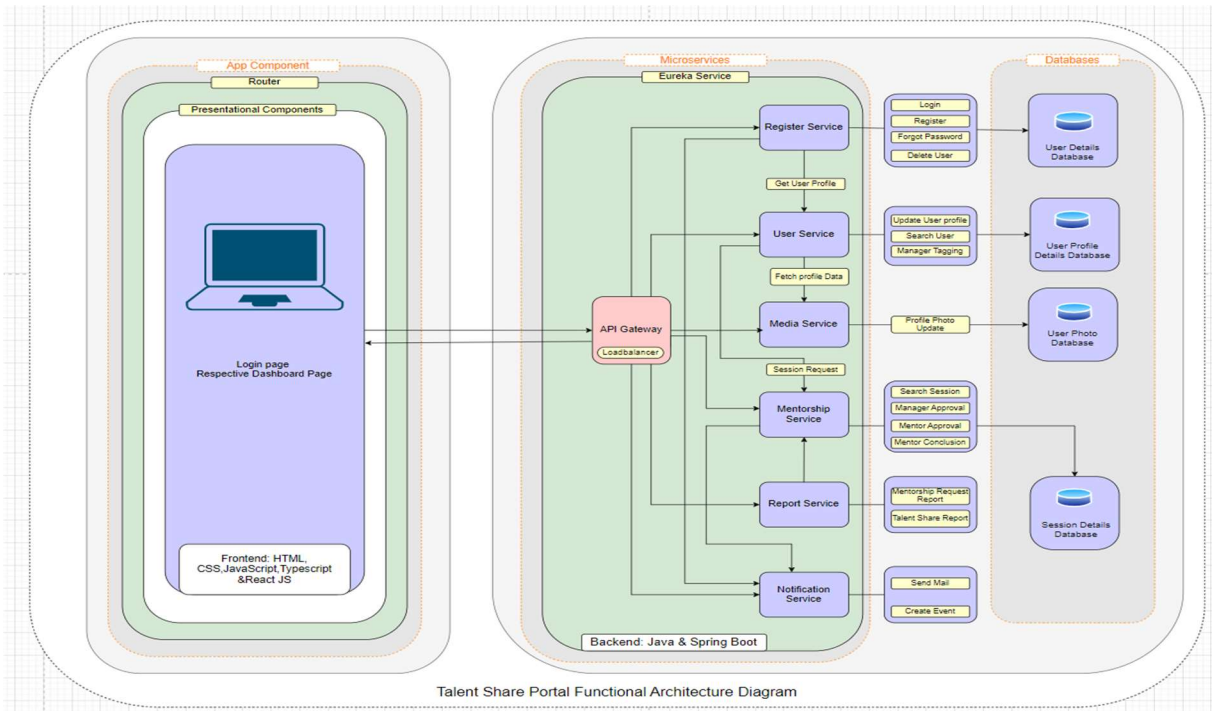 App Component
Router
Presentational Components
Login page
Respective Dashboard Page
Frontend: HTML,
CSS,JavaScript,Typescript
&React JS
Microservices
Eureka Service
API Gateway
Loadbalancer
Register Service
Get User Profile
User Service
Fetch profile Data
Media Service
Session Request
Mentorship
Service
Report Service
Notification
Service
Backend: Java & Spring Boot
Login
Register
Forgot Password
Delete User
Update User profile
Search User
Manager Tagging
Profile Photo
Update
Search Session
Manager Approval
Mentor Approval
Mentor Conclusion
Mentorship Request
Report
Talent Share Report
Send Mail
Create Event
Databases
User Details
Database
User Profile
Details Database
User Photo
Database
Session Details
Database
Talent Share Portal Functional Architecture Diagram